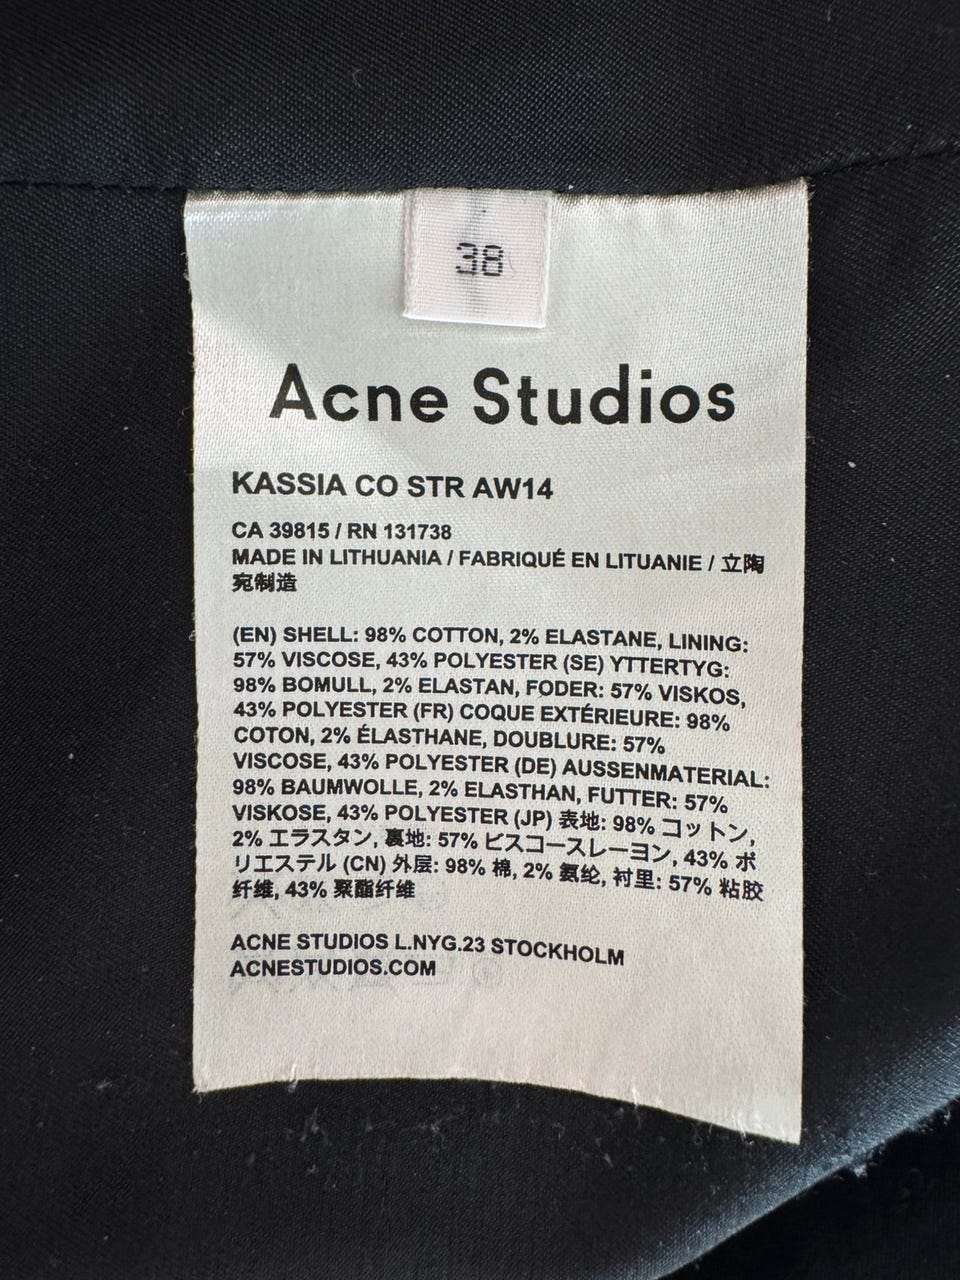 38
Acne Studios
KASSIA CO STR AW14
CA 39815 / RN 131738
MADE IN LITHUANIA / FABRIQUÉ EN LITUANIE / 立陶
宛制造
(EN) SHELL: 98% COTTON, 2% ELASTANE, LINING:
57% VISCOSE, 43% POLYESTER (SE) YTTERTYG:
98% BOMULL, 2% ELASTAN, FODER: 57% VISKOS,
43% POLYESTER (FR) COQUE EXTÉRIEURE: 98%
COTON, 2% ÉLASTHANE, DOUBLURE: 57%
VISCOSE, 43% POLYESTER (DE) AUSSENMATERIAL:
98% BAUMWOLLE, 2% ELASTHAN, FUTTER: 57%
VISKOSE, 43% POLYESTER (JP) 表地: 98% コットン,
2% エラスタン, 裏地: 57% ビスコースレーヨン, 43% ポ
リエステル (CN) 外层: 98% 棉, 2% 氨纶, 衬里: 57% 粘胶
纤维, 43% 聚酯纤维
ACNE STUDIOS L.NYG.23 STOCKHOLM
ACNESTUDIOS.COM